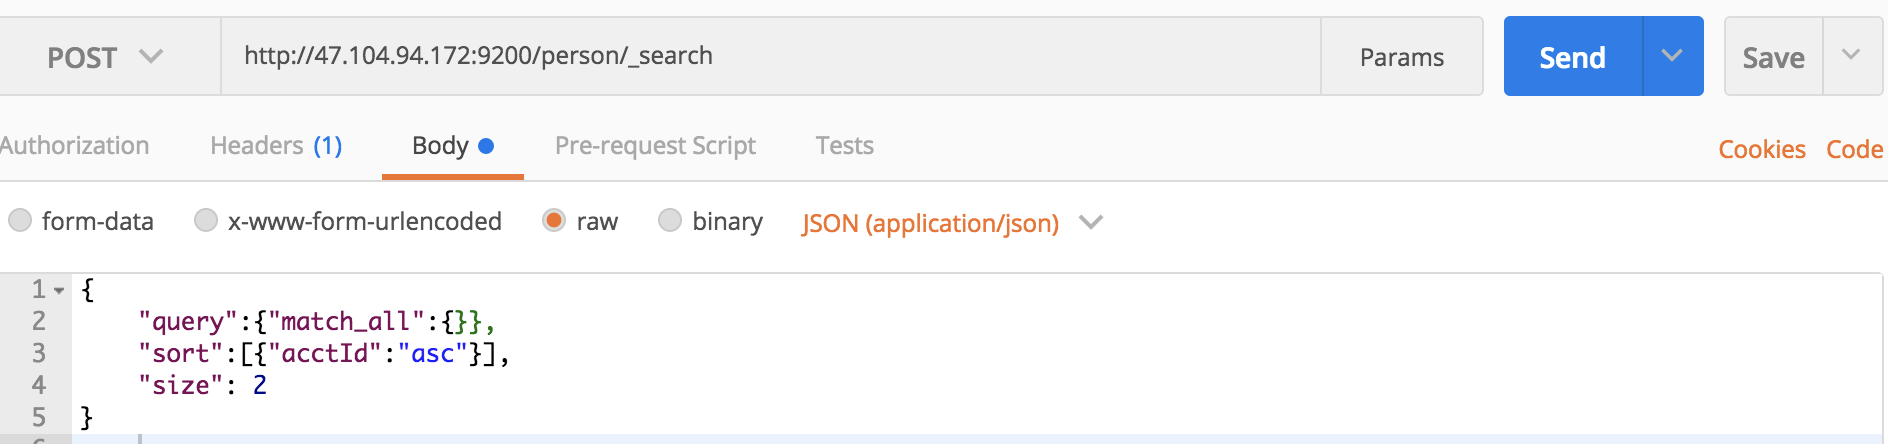 POST http://47.104.94.172:9200/person/_search Params Send Save
Authorization Headers (1) Body Pre-request Script Tests Cookies Code
form-data x-www-form-urlencoded raw binary JSON (application/json)
1 {
2 "query":{"match_all":{}},
3 "sort":[{"acctId":"asc"}],
4 "size": 2
5 }